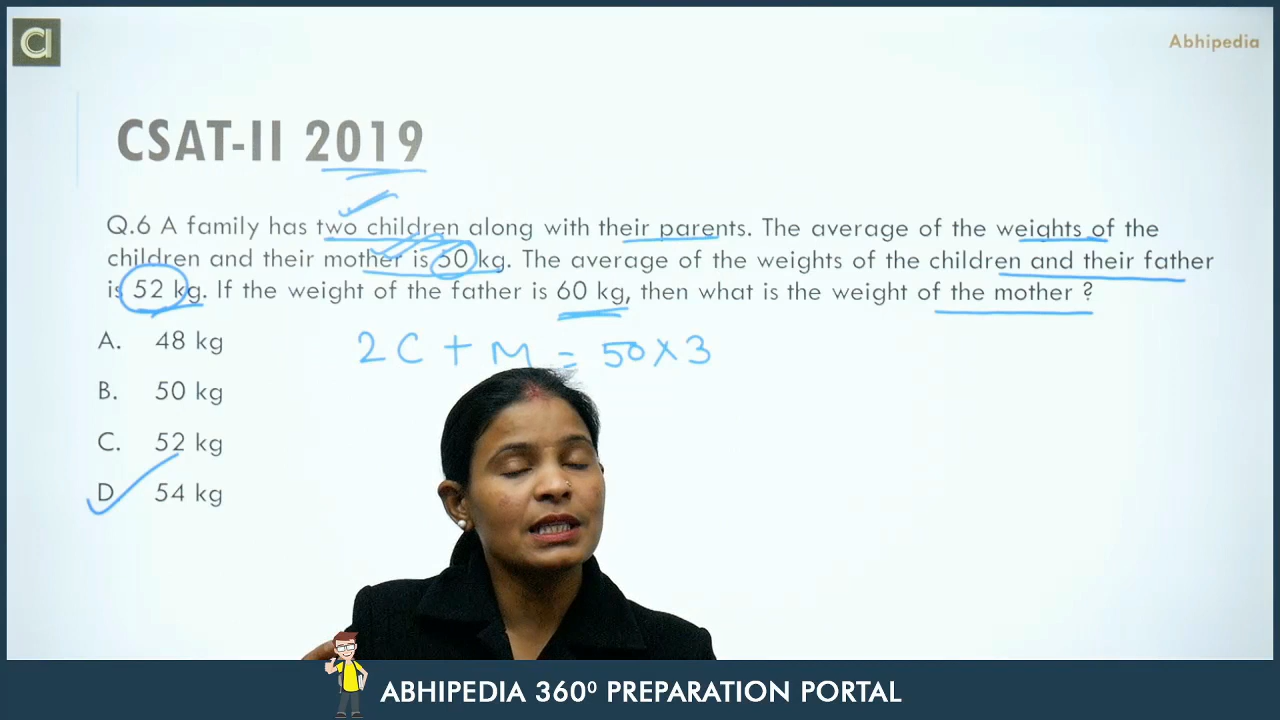 Abhipedia
CSAT-II 2019
Q.6 A family has two children along with their parents. The average of the weights of the
children and their mother is 50 kg. The average of the weights of the children and their father
is 52 kg. If the weight of the father is 60 kg, then what is the weight of the mother ?
A. 48 kg
2C + M = 50 x 3
B. 50 kg
C. 52 kg
D 54 kg
ABHIPEDIA 360⁰ PREPARATION PORTAL